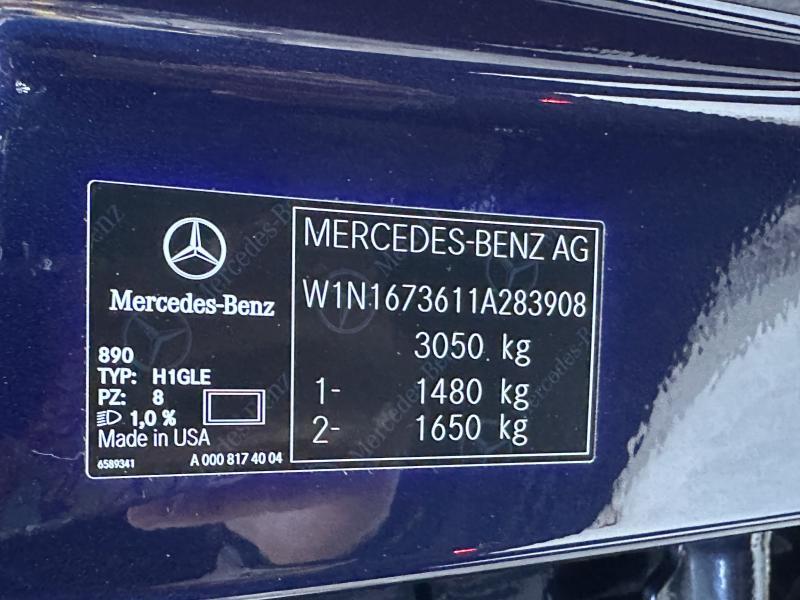 Mercedes-Benz
890
TYP: H1GLE
PZ: 8
1,0 %
Made in USA
6589341 A 000 817 40 04
MERCEDES-BENZ AG
W1N1673611A283908
3050 kg
1- 1480 kg
2- 1650 kg